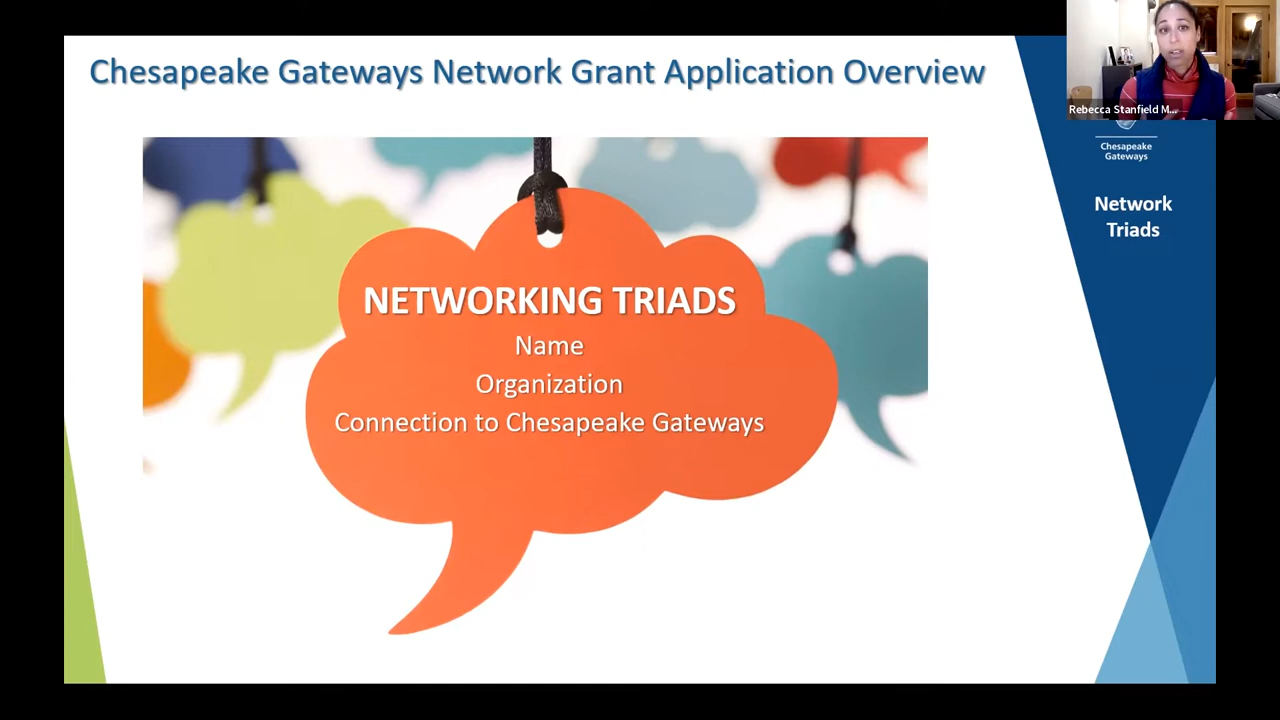 Chesapeake Gateways Network Grant Application Overview
Rebecca Stanfield M...
Chesapeake
Gateways
Network
Triads
NETWORKING TRIADS
Name
Organization
Connection to Chesapeake Gateways